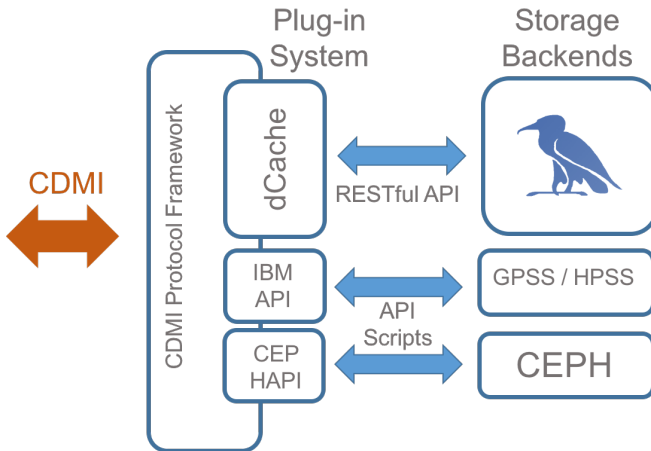 Plug-in
System
Storage
Backends
CDMI
CDMI Protocol Framework
dCache
RESTful API
IBM
API
GPSS / HPSS
API
Scripts
CEP
HAPI
CEPH